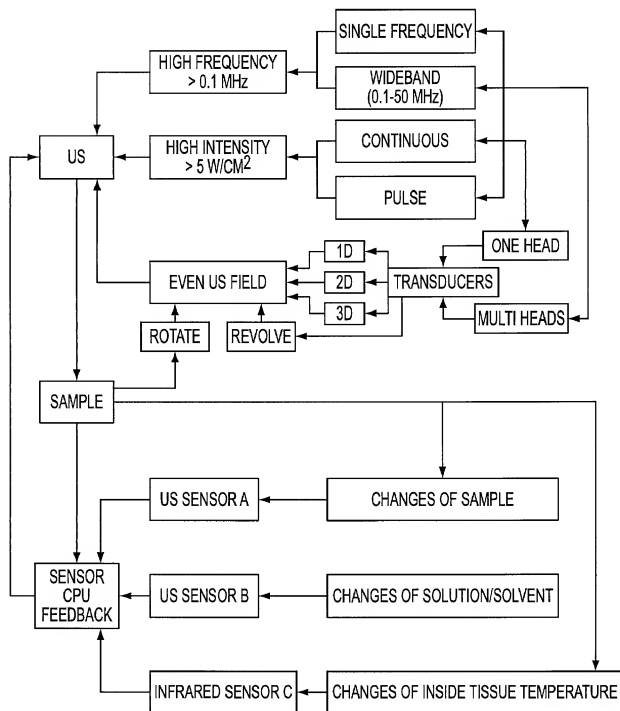 SINGLE FREQUENCY
HIGH FREQUENCY
> 0.1 MHz
WIDEBAND
(0.1-50 MHz)
US
HIGH INTENSITY
> 5 W/CM2
CONTINUOUS
PULSE
ONE HEAD
1D
EVEN US FIELD
2D
TRANSDUCERS
3D
MULTI HEADS
ROTATE
REVOLVE
SAMPLE
US SENSOR A
CHANGES OF SAMPLE
SENSOR
CPU
FEEDBACK
US SENSOR B
CHANGES OF SOLUTION/SOLVENT
INFRARED SENSOR C
CHANGES OF INSIDE TISSUE TEMPERATURE